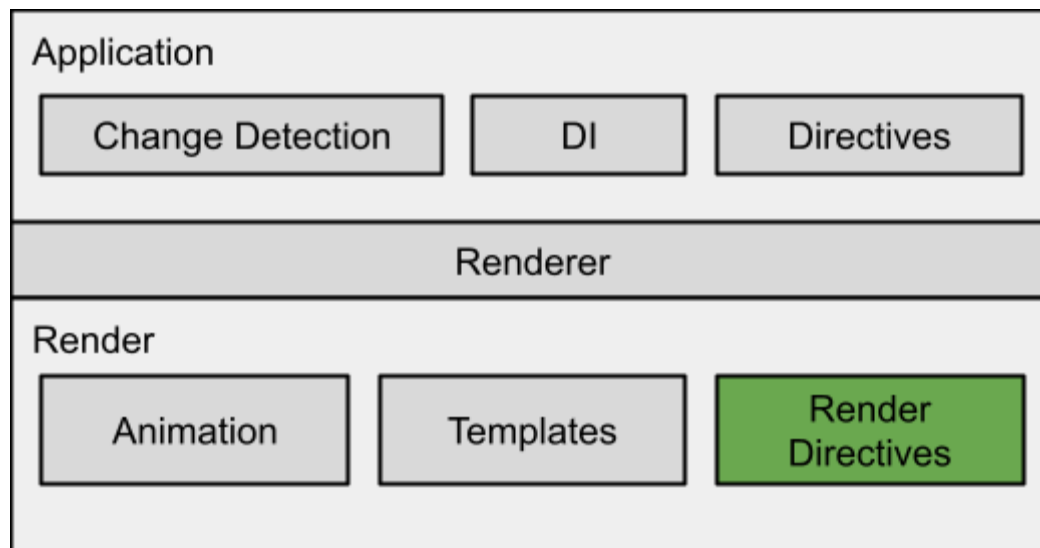 Application
Change Detection
DI
Directives
Renderer
Render
Animation
Templates
Render
Directives